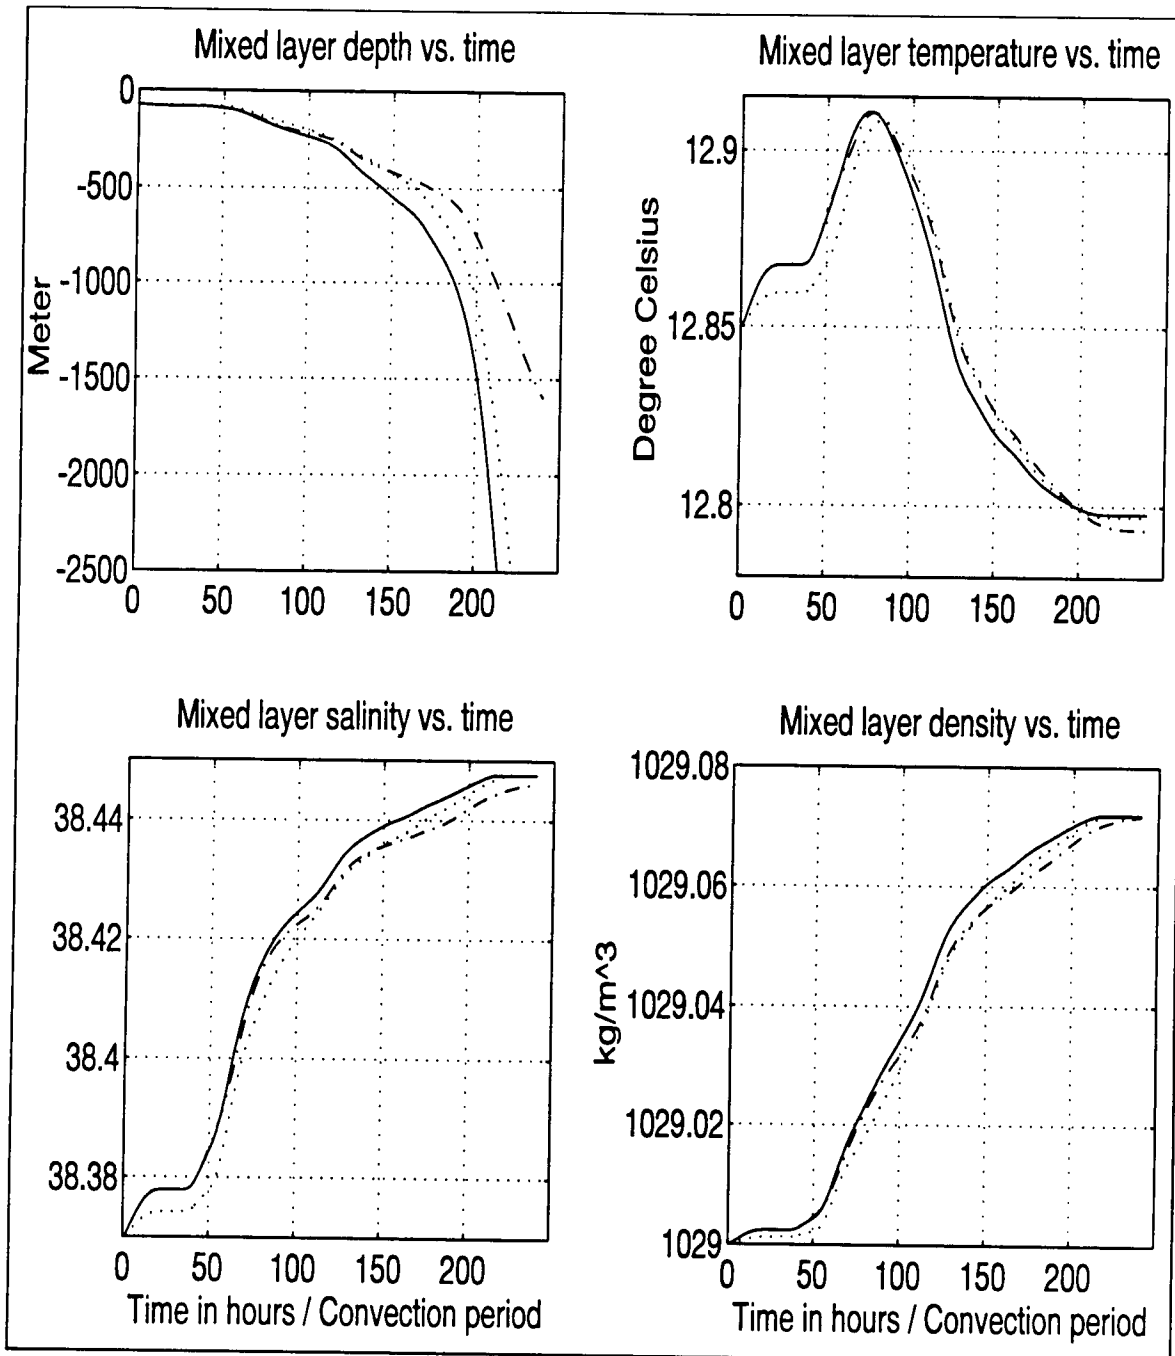 Mixed layer depth vs. time
0
-500
-1000
-1500
-2000
-2500
Meter
0 50 100 150 200
Mixed layer temperature vs. time
12.9
12.85
12.8
Degree Celsius
0 50 100 150 200
Mixed layer salinity vs. time
38.44
38.42
38.4
38.38
0 50 100 150 200
Time in hours / Convection period
Mixed layer density vs. time
1029.08
1029.06
1029.04
1029.02
1029
kg/m^3
0 50 100 150 200
Time in hours / Convection period